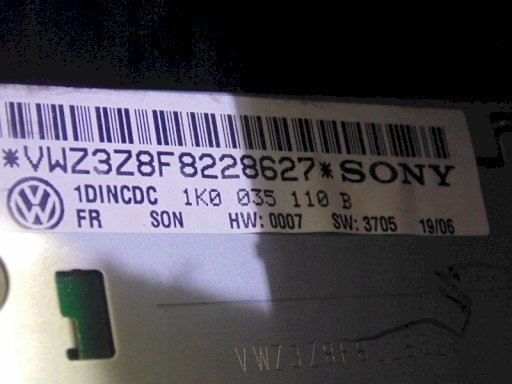 *VWZ3Z8F8228627* SONY
1DINCDC 1K0 035 110 B
FR SON HW: 0007 SW: 3705 19/06